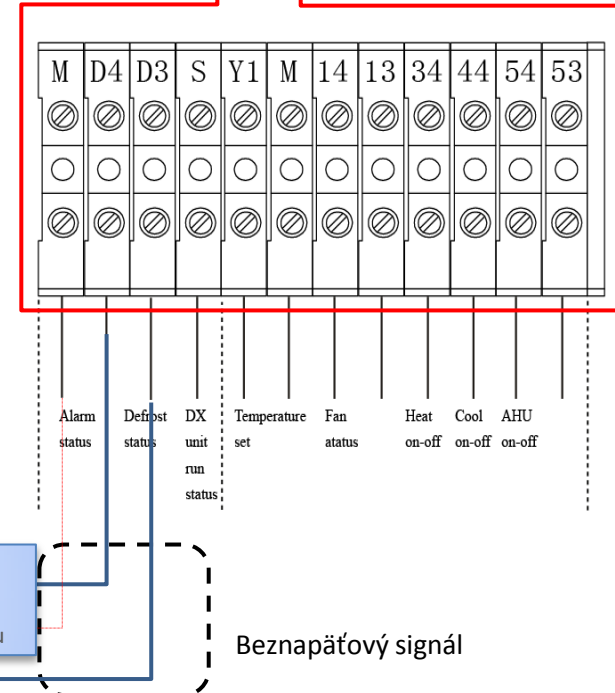 M D4 D3 S Y1 M 14 13 34 44 54 53
Alarm status
Defrost status
DX unit run status
Temperature set
Fan atatus
Heat on-off
Cool on-off
AHU on-off
Beznapäťový signál